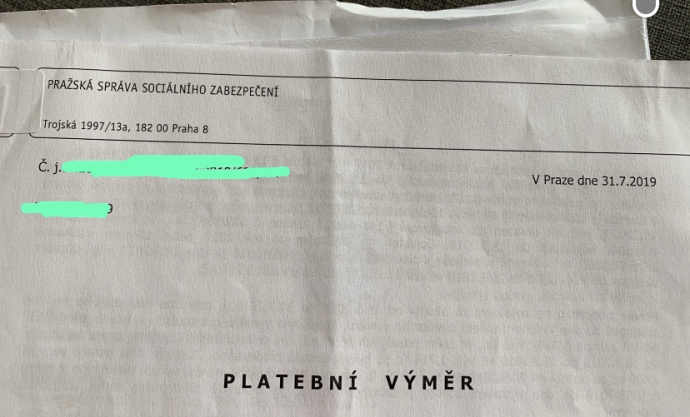 PRAŽSKÁ SPRÁVA SOCIÁLNÍHO ZABEZPEČENÍ
Trojská 1997/13a, 182 00 Praha 8
Č. j.
V Praze dne 31.7.2019
PLATEBNÍ VÝMĚR